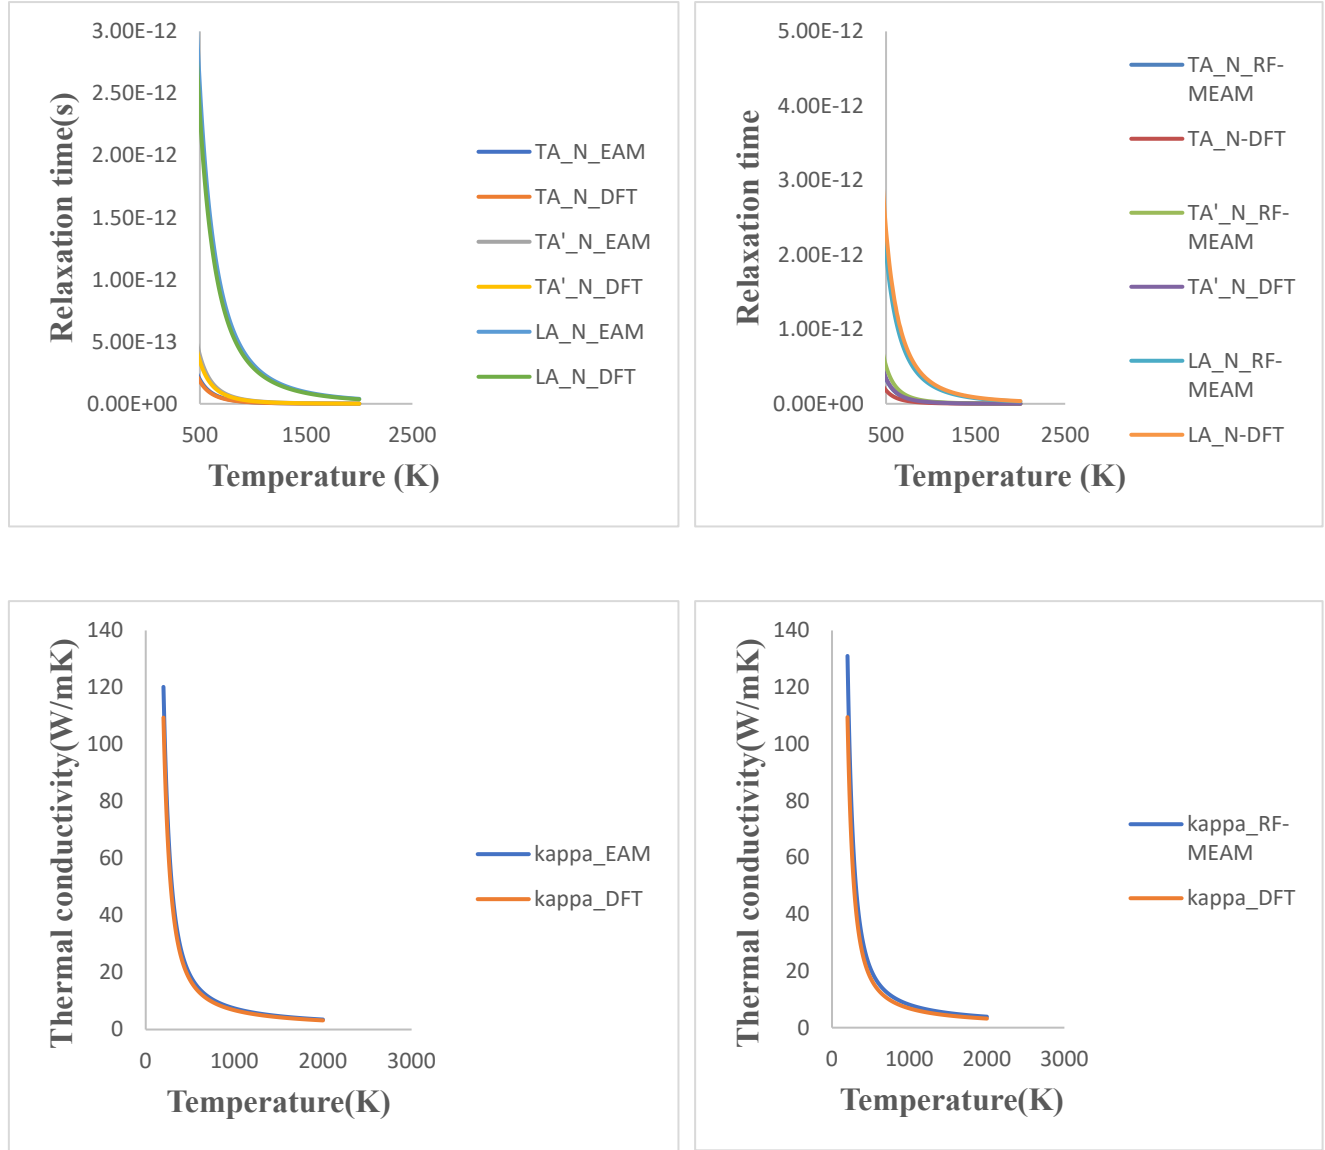 3.00E-12
2.50E-12
2.00E-12
1.50E-12
1.00E-12
5.00E-13
0.00E+00
Relaxation time(s)
500
1500
2500
Temperature (K)
TA_N_EAM
TA_N_DFT
TA'_N_EAM
TA'_N_DFT
LA_N_EAM
LA_N_DFT
5.00E-12
4.00E-12
3.00E-12
2.00E-12
1.00E-12
0.00E+00
Relaxation time
500
1500
2500
Temperature (K)
TA_N_RF-
MEAM
TA_N-DFT
TA'_N_RF-
MEAM
TA'_N_DFT
LA_N_RF-
MEAM
LA_N-DFT
140
120
100
80
60
40
20
0
Thermal conductivity(W/mK)
0
1000
2000
3000
Temperature(K)
kappa_EAM
kappa_DFT
140
120
100
80
60
40
20
0
Thermal conductivity(W/mK)
0
1000
2000
3000
Temperature(K)
kappa_RF-
MEAM
kappa_DFT